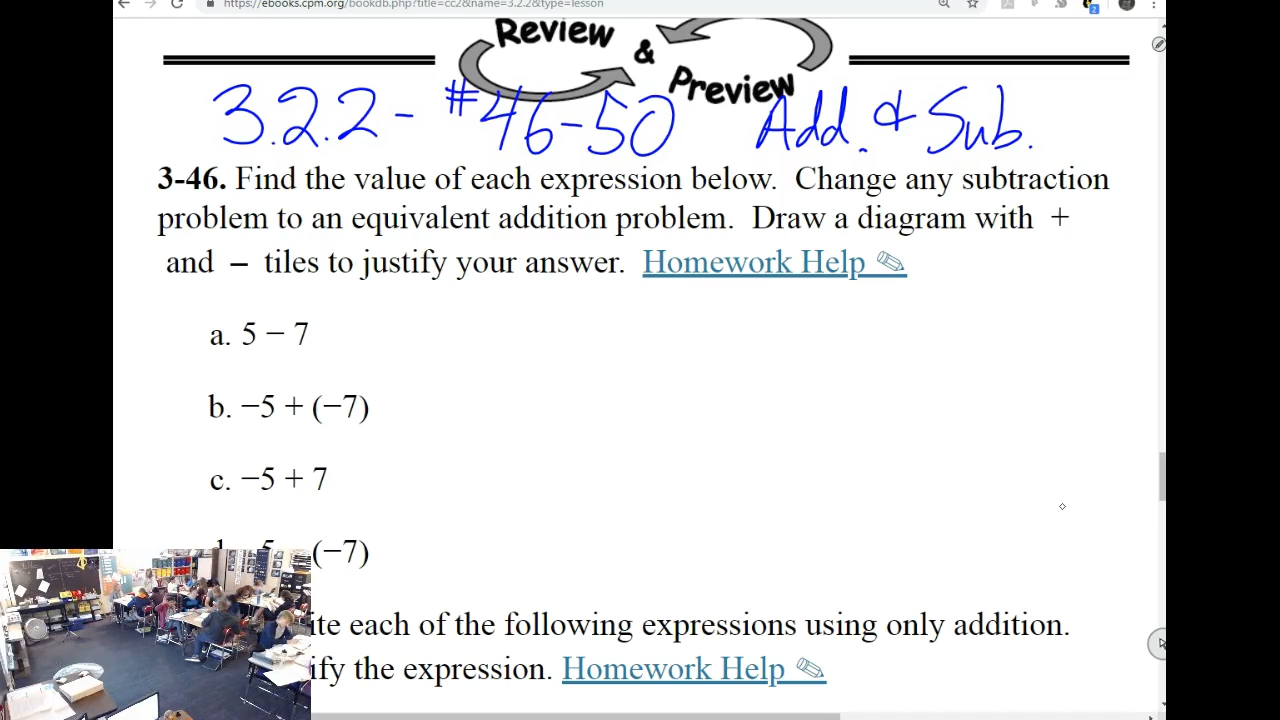 https://ebooks.cpm.org/bookdb.php?title=cc2&name=3.2.2&type=lesson
Review
&
Preview
3.2.2 - #46-50 Add. & Sub.
3-46. Find the value of each expression below. Change any subtraction
problem to an equivalent addition problem. Draw a diagram with +
and – tiles to justify your answer. Homework Help
a. 5 − 7
b. −5 + (−7)
c. −5 + 7
(−7)
each of the following expressions using only addition.
the expression. Homework Help